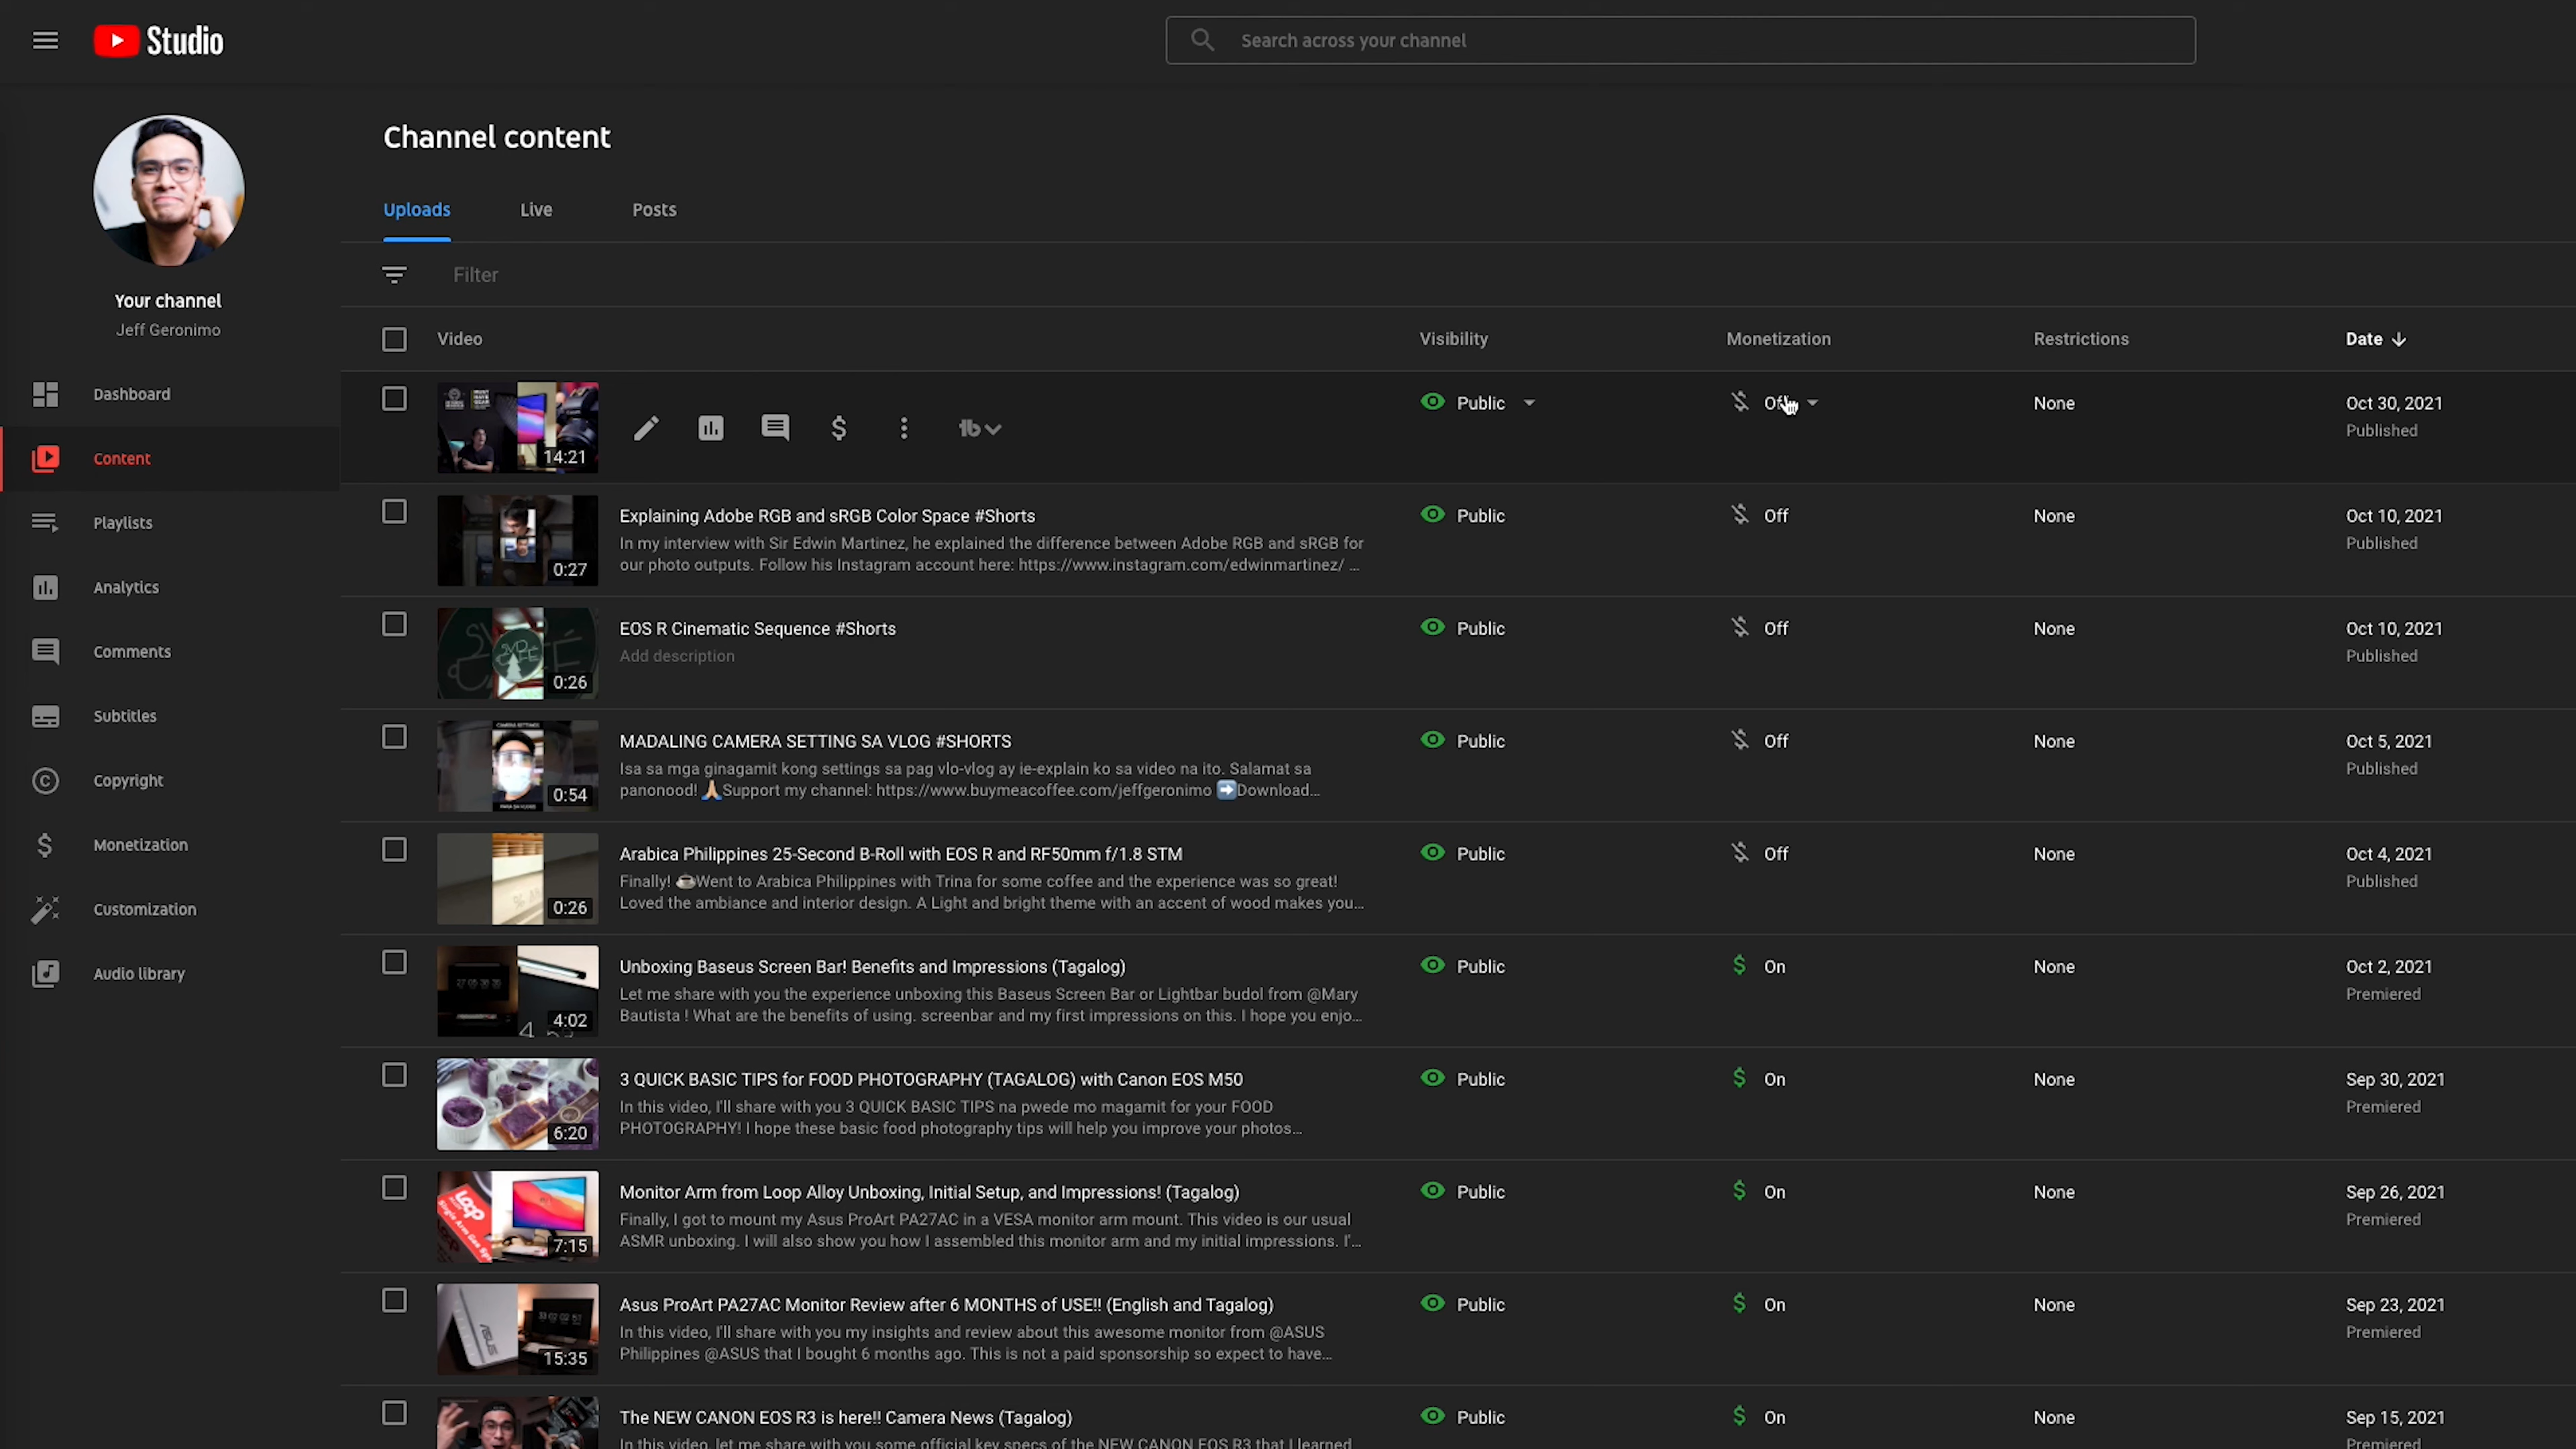 Studio
Search across your channel
Channel content
Uploads
Live
Posts
Filter
Your channel
Jeff Geronimo
Dashboard
Content
Playlists
Analytics
Comments
Subtitles
Copyright
Monetization
Customization
Audio library
Video
Visibility
Monetization
Restrictions
Date
14:21
Public
Off
None
Oct 30, 2021
Published
0:27
Explaining Adobe RGB and sRGB Color Space #Shorts
In my interview with Sir Edwin Martinez, he explained the difference between Adobe RGB and sRGB for
our photo outputs. Follow his Instagram account here: https://www.instagram.com/edwinmartinez/ ...
Public
Off
None
Oct 10, 2021
Published
0:26
EOS R Cinematic Sequence #Shorts
Add description
Public
Off
None
Oct 10, 2021
Published
0:54
MADALING CAMERA SETTING SA VLOG #SHORTS
Isa sa mga ginagamit kong settings sa pag vlo-vlog ay ie-explain ko sa video na ito. Salamat sa
panonood! 🙏Support my channel: https://www.buymeacoffee.com/jeffgeronimo ➡️Download...
Public
Off
None
Oct 5, 2021
Published
0:26
Arabica Philippines 25-Second B-Roll with EOS R and RF50mm f/1.8 STM
Finally! ☕Went to Arabica Philippines with Trina for some coffee and the experience was so great!
Loved the ambiance and interior design. A Light and bright theme with an accent of wood makes you...
Public
Off
None
Oct 4, 2021
Published
4:02
Unboxing Baseus Screen Bar! Benefits and Impressions (Tagalog)
Let me share with you the experience unboxing this Baseus Screen Bar or Lightbar budol from @Mary
Bautista ! What are the benefits of using. screenbar and my first impressions on this. I hope you enjo...
Public
On
None
Oct 2, 2021
Premiered
6:20
3 QUICK BASIC TIPS for FOOD PHOTOGRAPHY (TAGALOG) with Canon EOS M50
In this video, I'll share with you 3 QUICK BASIC TIPS na pwede mo magamit for your FOOD
PHOTOGRAPHY! I hope these basic food photography tips will help you improve your photos...
Public
On
None
Sep 30, 2021
Premiered
7:15
Monitor Arm from Loop Alloy Unboxing, Initial Setup, and Impressions! (Tagalog)
Finally, I got to mount my Asus ProArt PA27AC in a VESA monitor arm mount. This video is our usual
ASMR unboxing. I will also show you how I assembled this monitor arm and my initial impressions. I'...
Public
On
None
Sep 26, 2021
Premiered
15:35
Asus ProArt PA27AC Monitor Review after 6 MONTHS of USE!! (English and Tagalog)
In this video, I'll share with you my insights and review about this awesome monitor from @ASUS
Philippines @ASUS that I bought 6 months ago. This is not a paid sponsorship so expect to have...
Public
On
None
Sep 23, 2021
Premiered
The NEW CANON EOS R3 is here!! Camera News (Tagalog)
In this video, let me share with you some official key specs of the NEW CANON EOS R3 that I learned
Public
On
None
Sep 15, 2021
Premiered